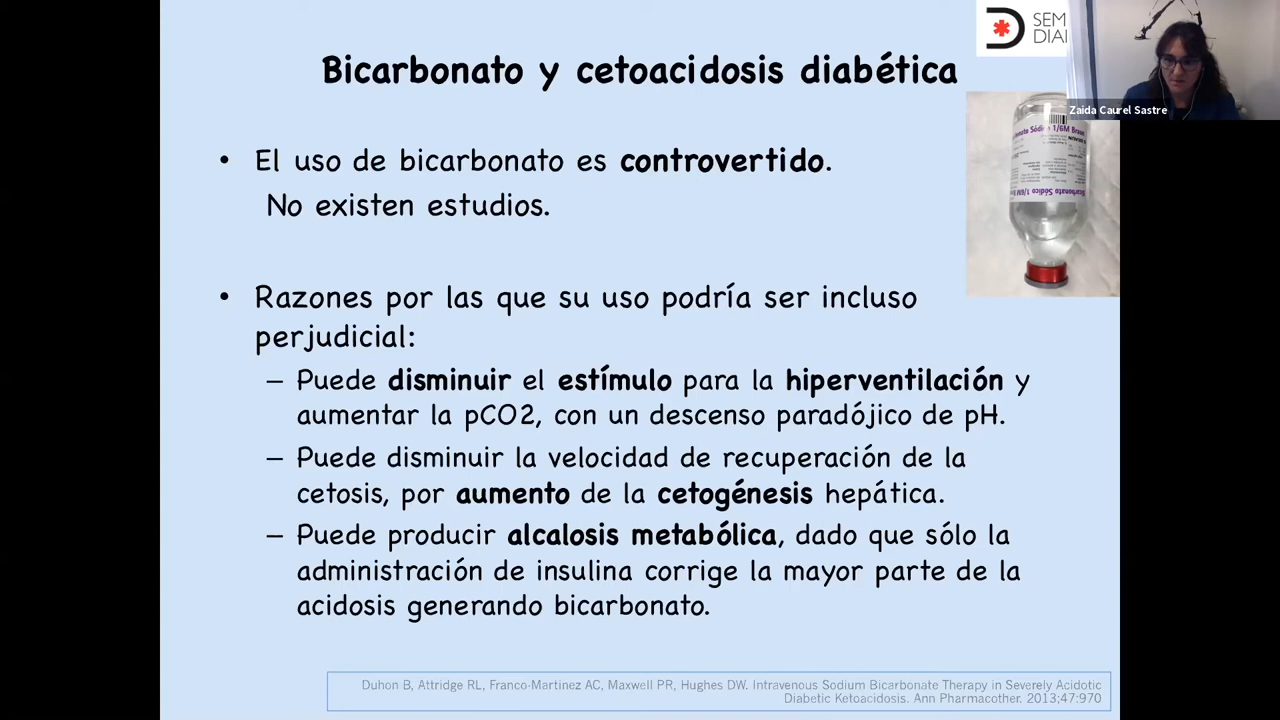 SEM
DIAI
Zaida Caurel Sastre
Bicarbonato y cetoacidosis diabética
• El uso de bicarbonato es controvertido.
No existen estudios.
Sódico 1/6M Braun
Bicarbonato Sódico 1/6M
• Razones por las que su uso podría ser incluso
perjudicial:
– Puede disminuir el estímulo para la hiperventilación y
aumentar la pCO2, con un descenso paradójico de pH.
– Puede disminuir la velocidad de recuperación de la
cetosis, por aumento de la cetogénesis hepática.
– Puede producir alcalosis metabólica, dado que sólo la
administración de insulina corrige la mayor parte de la
acidosis generando bicarbonato.
Duhon B, Attridge RL, Franco-Martinez AC, Maxwell PR, Hughes DW. Intravenous Sodium Bicarbonate Therapy in Severely Acidotic
Diabetic Ketoacidosis. Ann Pharmacother. 2013;47:970